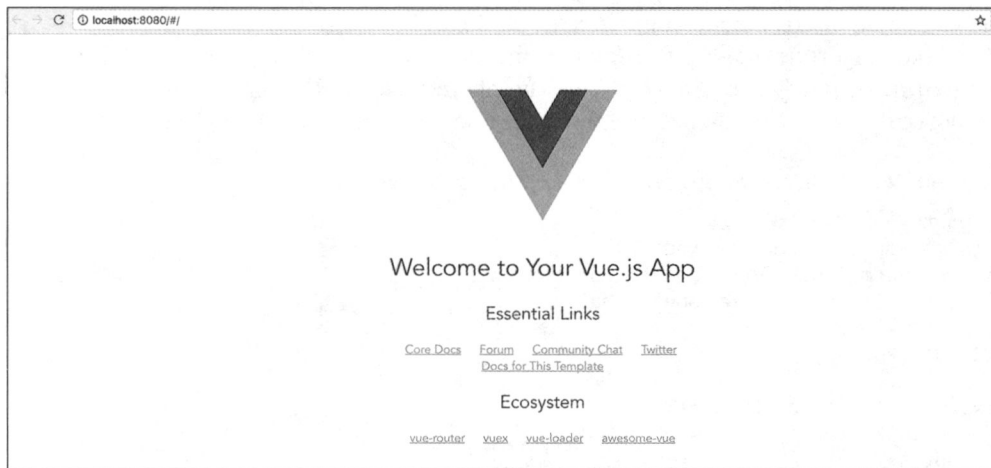 localhost:8080/#/
Welcome to Your Vue.js App
Essential Links
Core Docs Forum Community Chat Twitter
Docs for This Template
Ecosystem
vue-router vuex vue-loader awesome-vue